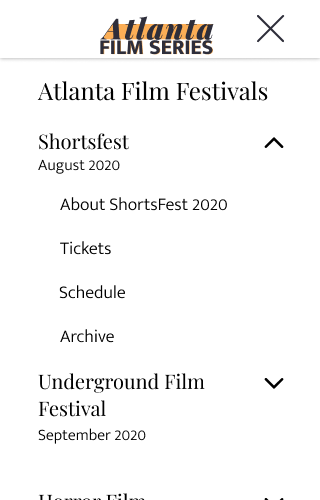 Atlanta
FILM SERIES
Atlanta Film Festivals
Shortsfest
August 2020
About ShortsFest 2020
Tickets
Schedule
Archive
Underground Film
Festival
September 2020
Horror Film